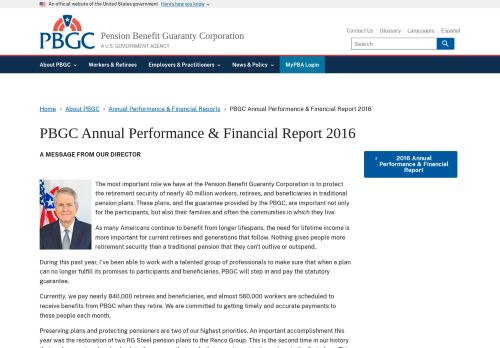 An official website of the United States government Here's how you know
PBGC
Pension Benefit Guaranty Corporation
A U.S. GOVERNMENT AGENCY
Contact Us Glossary Languages Español
Search
About PBGC Workers & Retirees Employers & Practitioners News & Policy MyPBA Login
Home › About PBGC › Annual Performance & Financial Reports › PBGC Annual Performance & Financial Report 2016
PBGC Annual Performance & Financial Report 2016
A MESSAGE FROM OUR DIRECTOR
› 2016 Annual
Performance & Financial
Report
The most important role we have at the Pension Benefit Guaranty Corporation is to protect
the retirement security of nearly 40 million workers, retirees, and beneficiaries in traditional
pension plans. These plans, and the guarantee provided by the PBGC, are important not only
for the participants, but also their families and often the communities in which they live.
As many Americans continue to benefit from longer lifespans, the need for lifetime income is
more important for current retirees and generations that follow. Nothing gives people more
retirement security than a traditional pension that they can't outlive or outspend.
During this past year, I've been able to work with a talented group of professionals to make sure that when a plan
can no longer fulfill its promises to participants and beneficiaries, PBGC will step in and pay the statutory
guarantee.
Currently, we pay nearly 840,000 retirees and beneficiaries, and almost 560,000 workers are scheduled to
receive benefits from PBGC when they retire. We are committed to getting timely and accurate payments to
these people each month.
Preserving plans and protecting pensioners are two of our highest priorities. An important accomplishment this
year was the restoration of two RG Steel pension plans to the Renco Group. This is the second time in our history